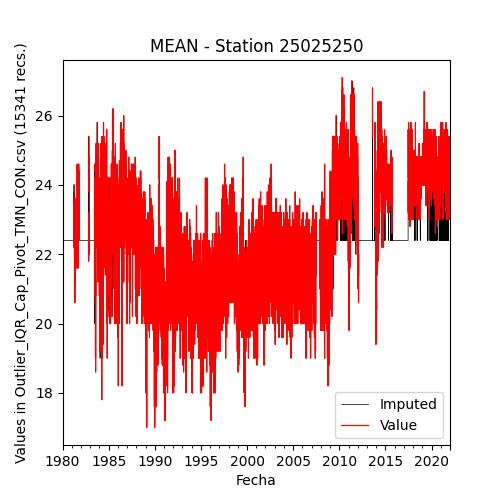 MEAN - Station 25025250
Values in Outlier_IQR_Cap_Pivot_TMN_CON.csv (15341 recs.)
26
24
22
20
18
1980 1985 1990 1995 2000 2005 2010 2015 2020
Fecha
Imputed
Value